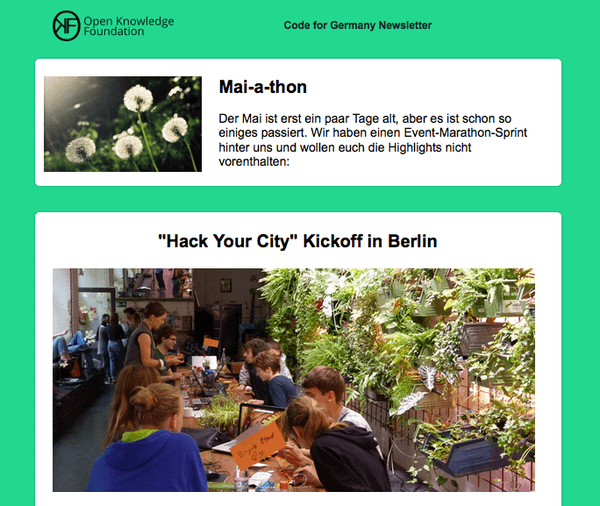 Open Knowledge
Foundation
Code for Germany Newsletter
Mai-a-thon
Der Mai ist erst ein paar Tage alt, aber es ist schon so
einiges passiert. Wir haben einen Event-Marathon-Sprint
hinter uns und wollen euch die Highlights nicht
vorenthalten:
"Hack Your City" Kickoff in Berlin